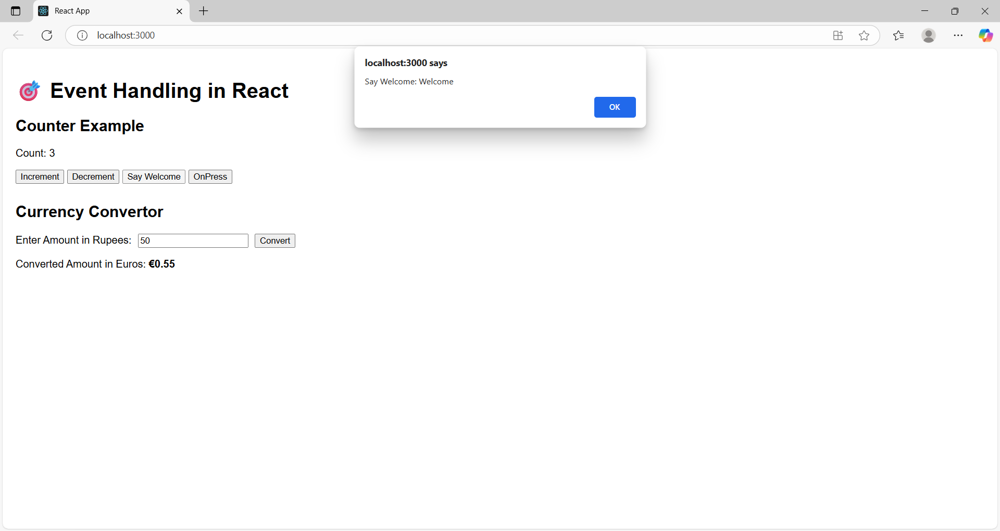 React App
localhost:3000
localhost:3000 says
Say Welcome: Welcome
OK
Event Handling in React
Counter Example
Count: 3
Increment Decrement Say Welcome OnPress
Currency Convertor
Enter Amount in Rupees: 50 Convert
Converted Amount in Euros: €0.55